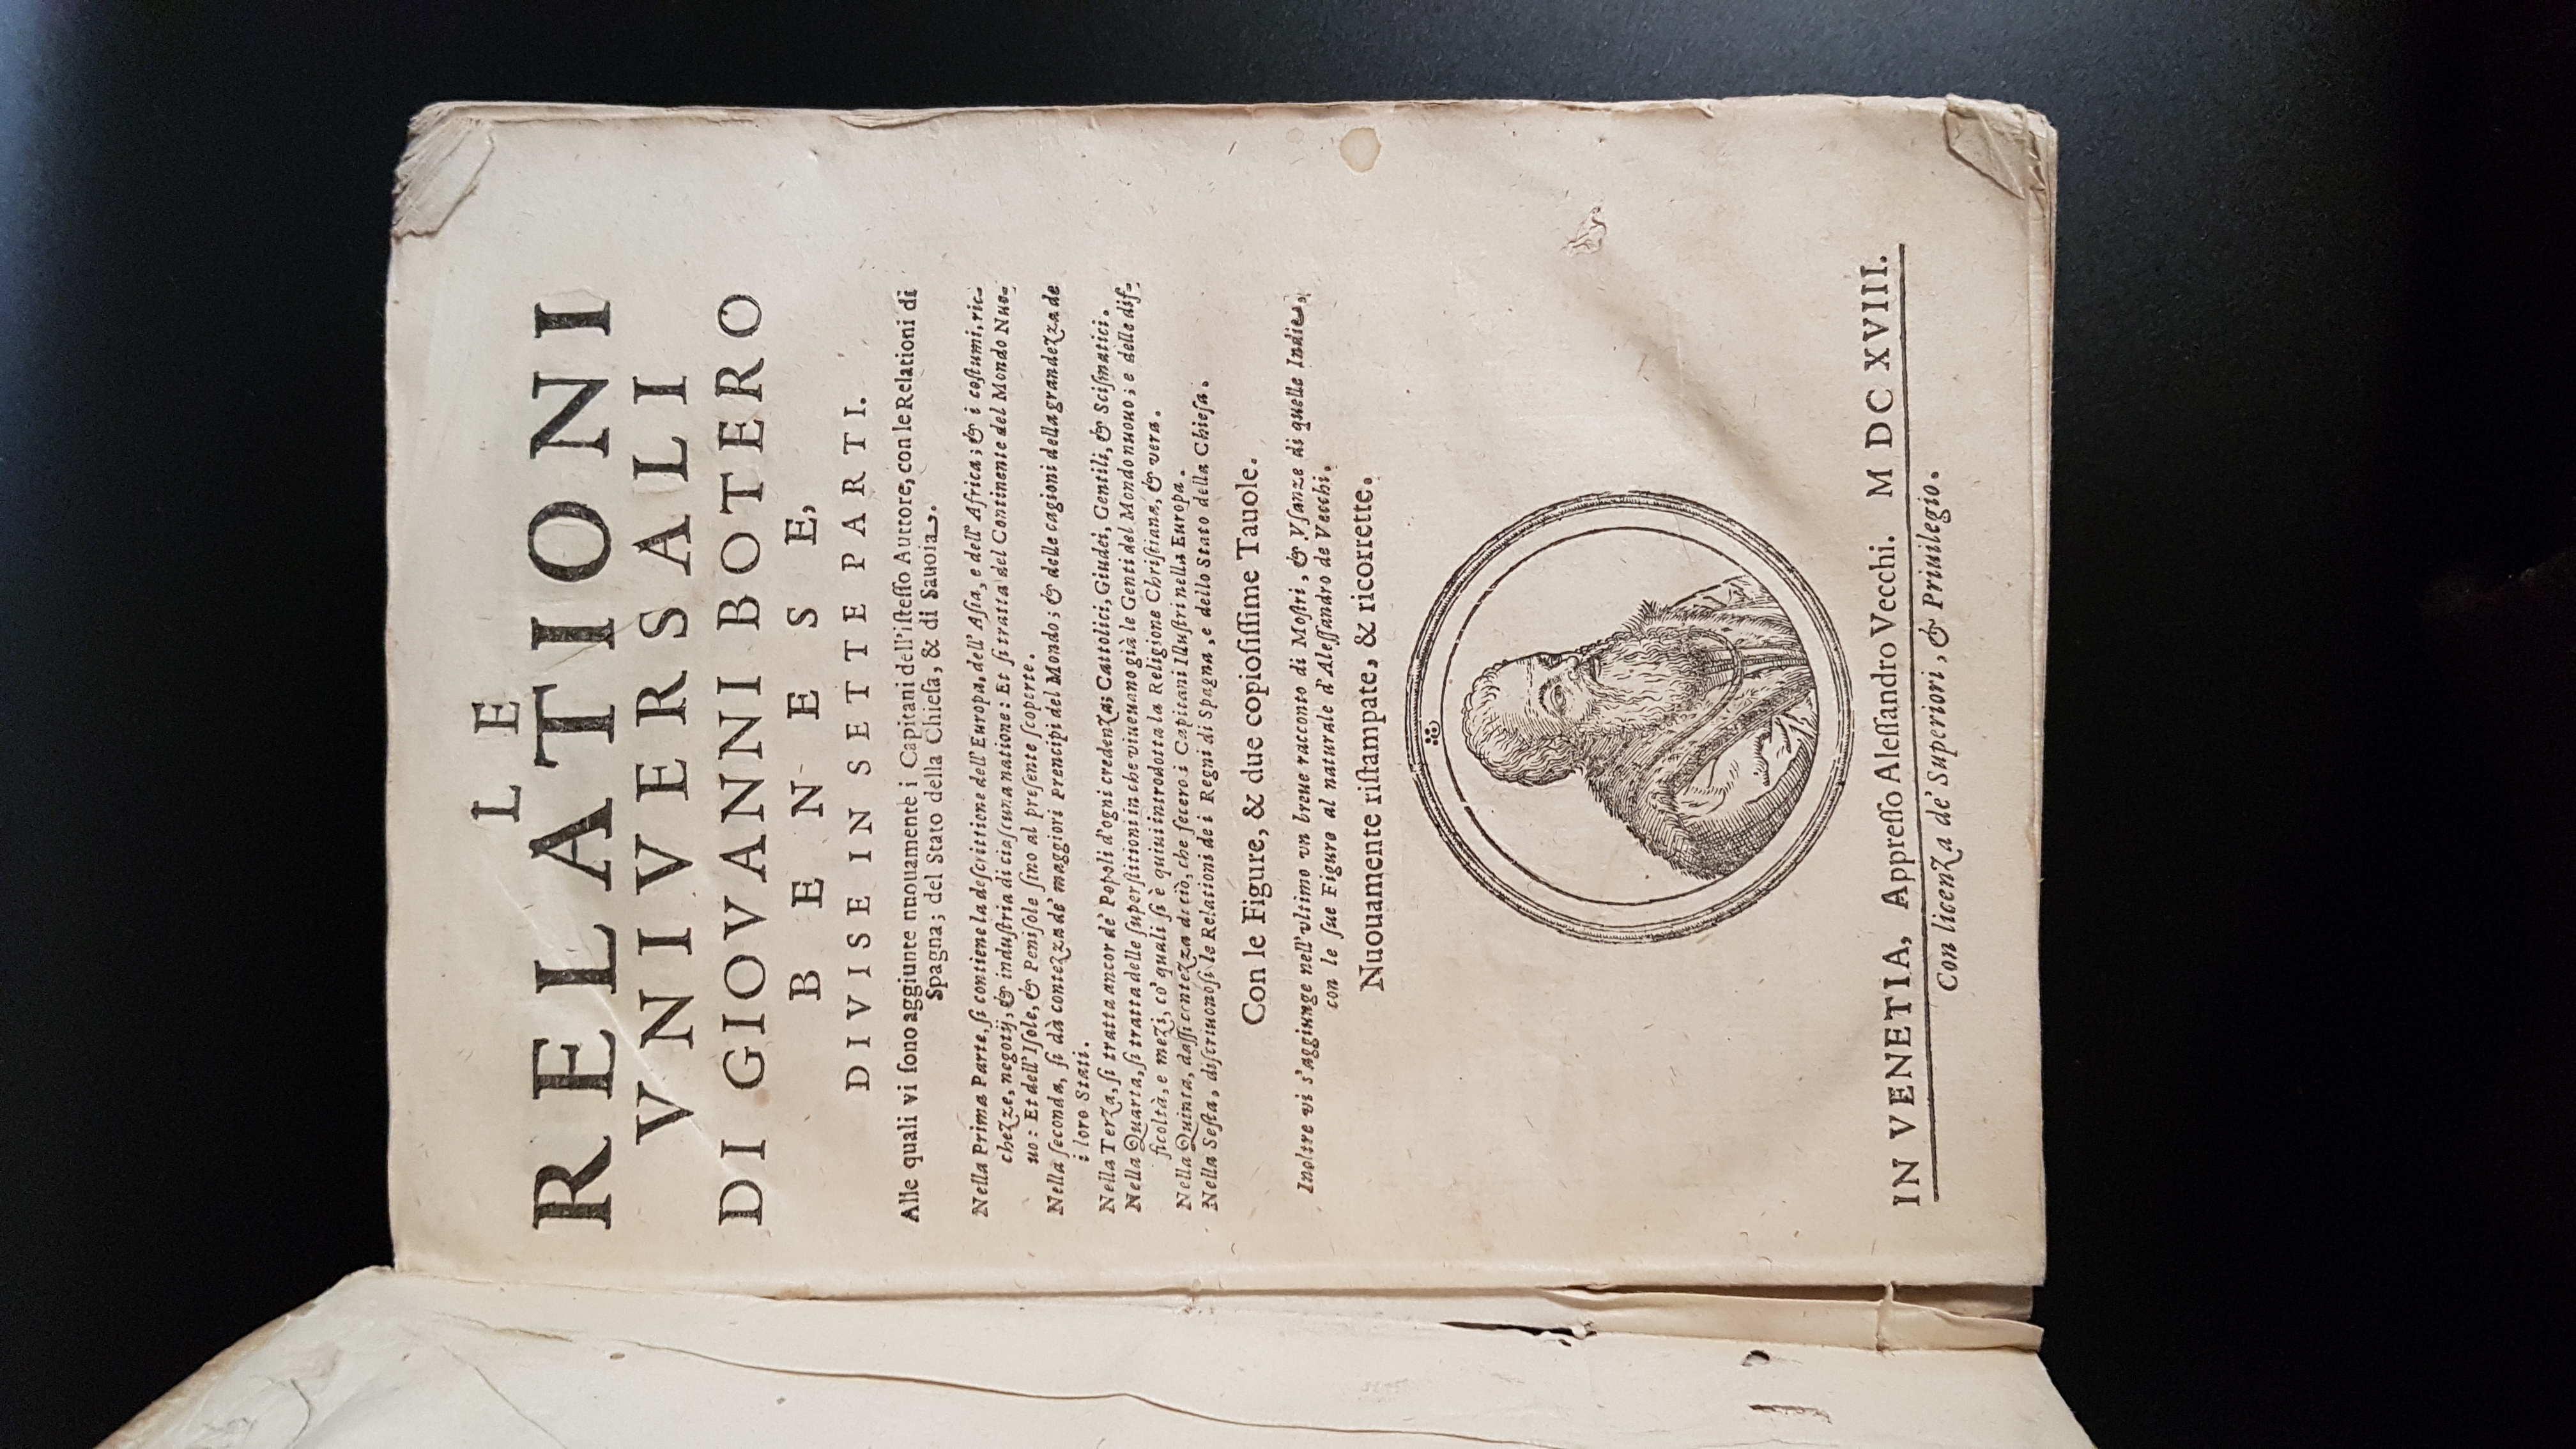 LE
RELATIONI
VNIVERSALI
DI GIOVANNI BOTERO
BENESE,
DIVISE IN SETTE PARTI.
Alle quali vi ſono aggiunte nuouamente i Capitani dell'iſteſſo Auttore, con le Relationi di
Spagna; del Stato della Chieſa, & di Sauoia.
Nella Prima Parte, ſi contiene la deſcrittione dell'Europa, dell'Aſia, e dell'Africa; & i coſtumi, ric-
chezze, negotij, & induſtria di ciaſcuna natione: Et ſi tratta del Continente del Mondo Nuo-
uo: Et dell'Iſole, & Peniſole ſino al preſente ſcoperte.
Nella ſeconda, ſi dà contezza de' maggiori Prencipi del Mondo; & delle cagioni della grandezza de
i loro Stati.
Nella Terza, ſi tratta ancor de' Popoli d'ogni credenza; Cattolici, Giudei, Gentili, & Sciſmatici.
Nella Quarta, ſi tratta delle ſuperſtitioni in che viueuano già le Genti del Mondo nuouo; e delle dif-
ficoltà, e mezi, co' quali ſi è quiui introdotta la Religione Chriſtiana, & vera.
Nella Quinta, daſſi contezza di ciò, che fecero i Capitani Illuſtri nella Europa.
Nella Seſta, diſcriuonoſi le Relationi de i Regni di Spagna, e dello Stato della Chieſa.
Con le Figure, & due copioſiſſime Tauole.
Inoltre vi s'aggiunge nell'vltimo vn breue racconto di Moſtri, & Vſanze di quelle Indie,
con le ſue Figure al naturale d'Aleſſandro de Vecchi.
Nuouamente riſtampate, & ricorrette.
IN VENETIA, Appreſſo Aleſſandro Vecchi. M DC XVIII.
Con licenza de' Superiori, & Priuilegio.